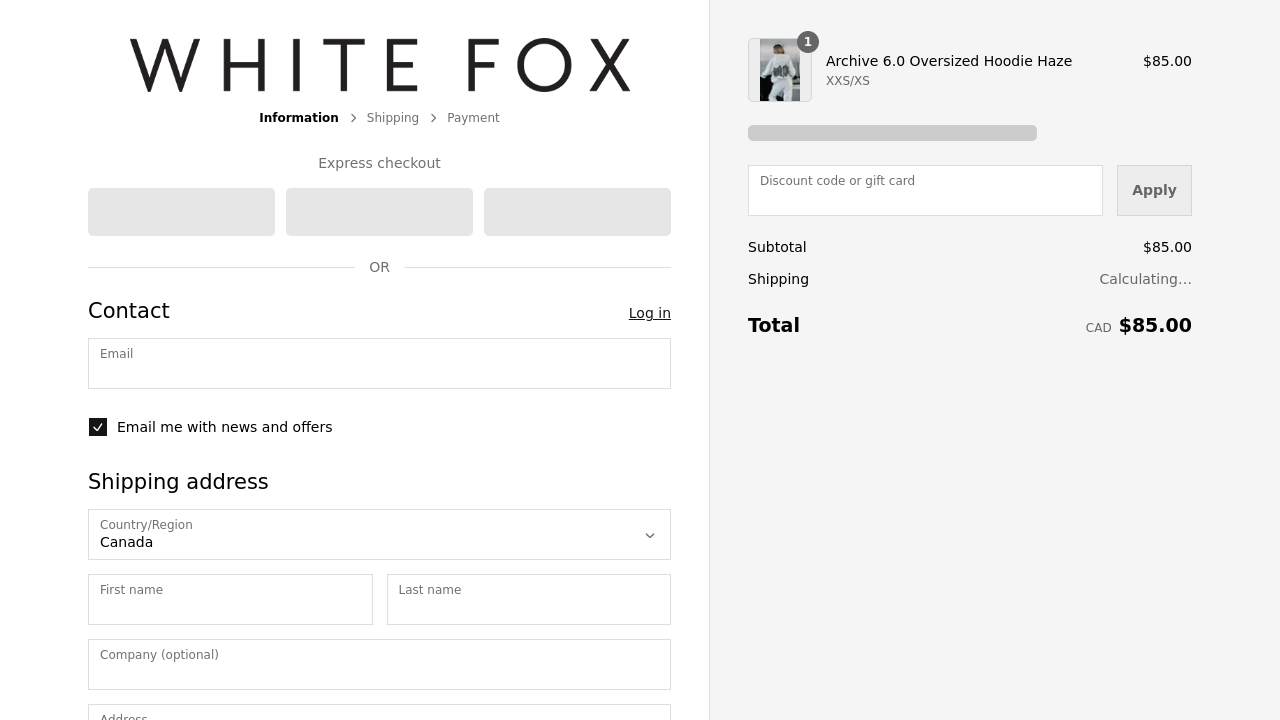 WHITE FOX
Information > Shipping > Payment
Express checkout
OR
Contact
Log in
Email
Email me with news and offers
Shipping address
Country/Region
Canada
First name
Last name
Company (optional)
Address
1
Archive 6.0 Oversized Hoodie Haze
$85.00
XXS/XS
Discount code or gift card
Apply
Subtotal
$85.00
Shipping
Calculating...
Total
CAD $85.00